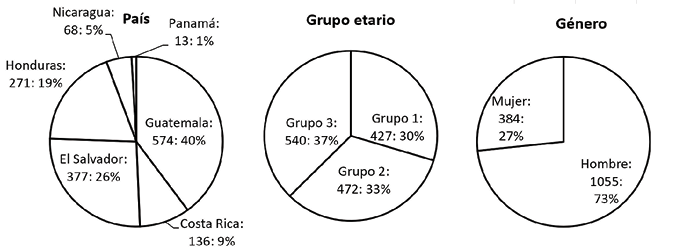 País
Nicaragua:
68: 5%
Panamá:
13: 1%
Honduras:
271: 19%
Guatemala:
574: 40%
El Salvador:
377: 26%
Costa Rica:
136: 9%
Grupo etario
Grupo 3:
540: 37%
Grupo 1:
427: 30%
Grupo 2:
472: 33%
Género
Mujer:
384:
27%
Hombre:
1055:
73%